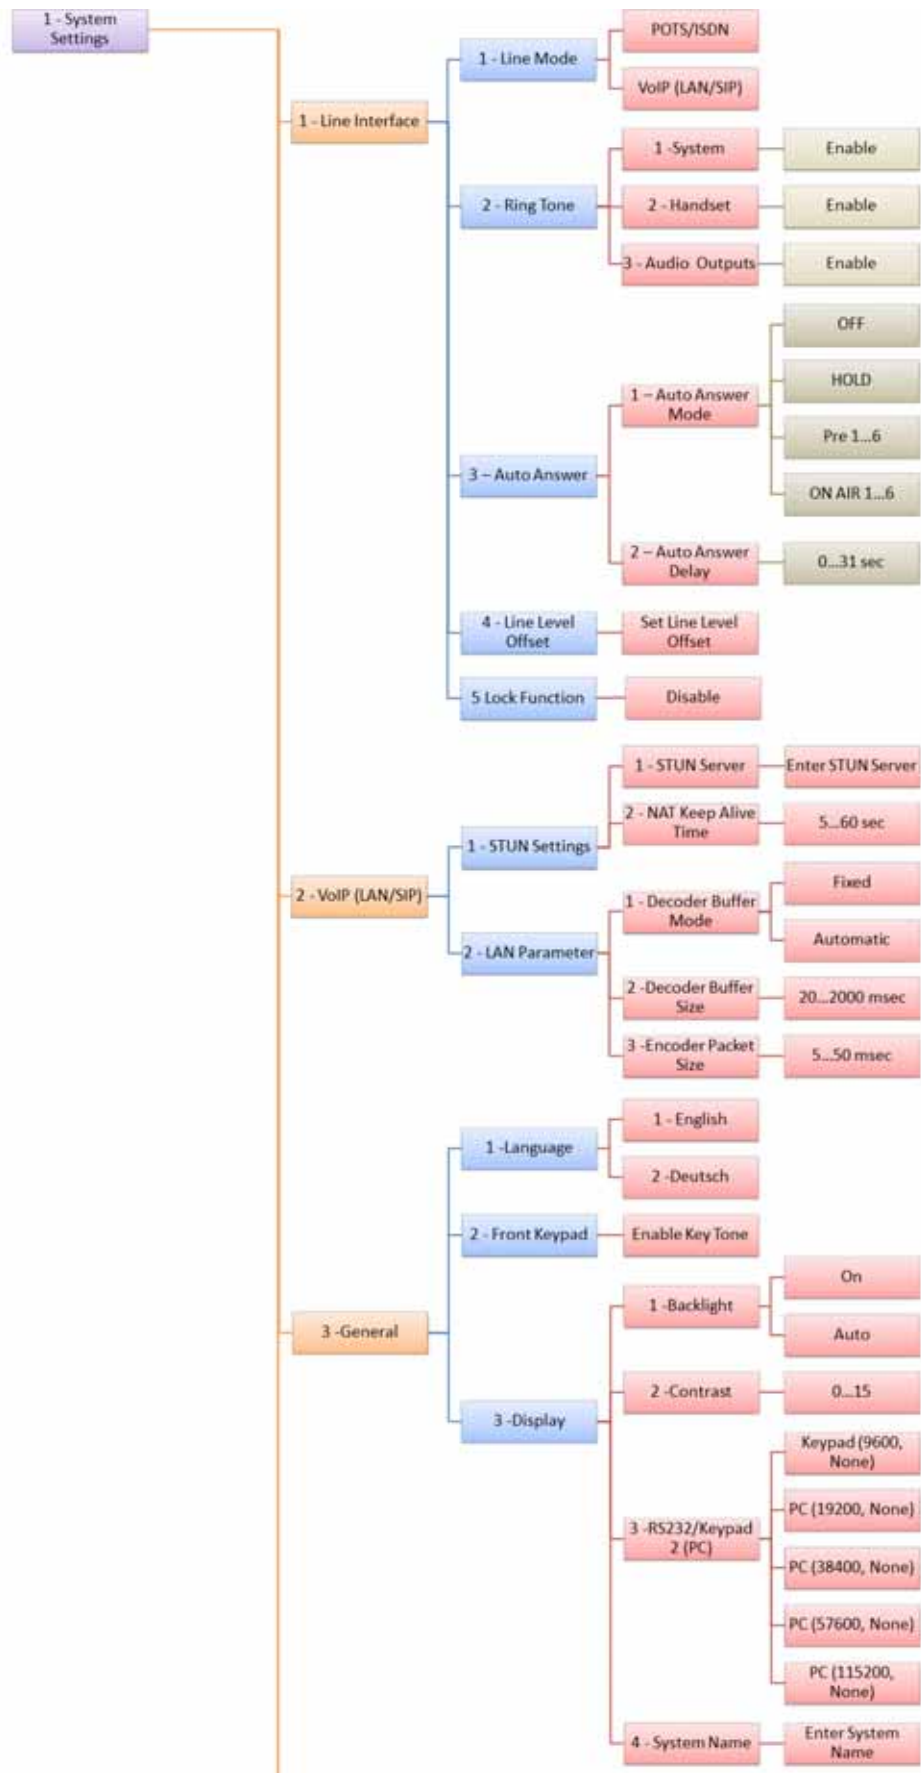 1 - System
Settings
1 - Line Interface
1 - Line Mode
POTS/ISDN
VoIP (LAN/SIP)
2 - Ring Tone
1 -System
Enable
2 - Handset
Enable
3 - Audio Outputs
Enable
3 – Auto Answer
1 – Auto Answer
Mode
OFF
HOLD
Pre 1...6
ON AIR 1...6
2 – Auto Answer
Delay
0...31 sec
4 - Line Level
Offset
Set Line Level
Offset
5 Lock Function
Disable
2 - VoIP (LAN/SIP)
1 - STUN Settings
1 - STUN Server
Enter STUN Server
2 - NAT Keep Alive
Time
5...60 sec
2 - LAN Parameter
1 - Decoder Buffer
Mode
Fixed
Automatic
2 -Decoder Buffer
Size
20...2000 msec
3 -Encoder Packet
Size
5...50 msec
3 -General
1 -Language
1 - English
2 -Deutsch
2 - Front Keypad
Enable Key Tone
3 -Display
1 -Backlight
On
Auto
2 -Contrast
0...15
3 -RS232/Keypad
2 (PC)
Keypad (9600,
None)
PC (19200, None)
PC (38400, None)
PC (57600, None)
PC (115200,
None)
4 - System Name
Enter System
Name